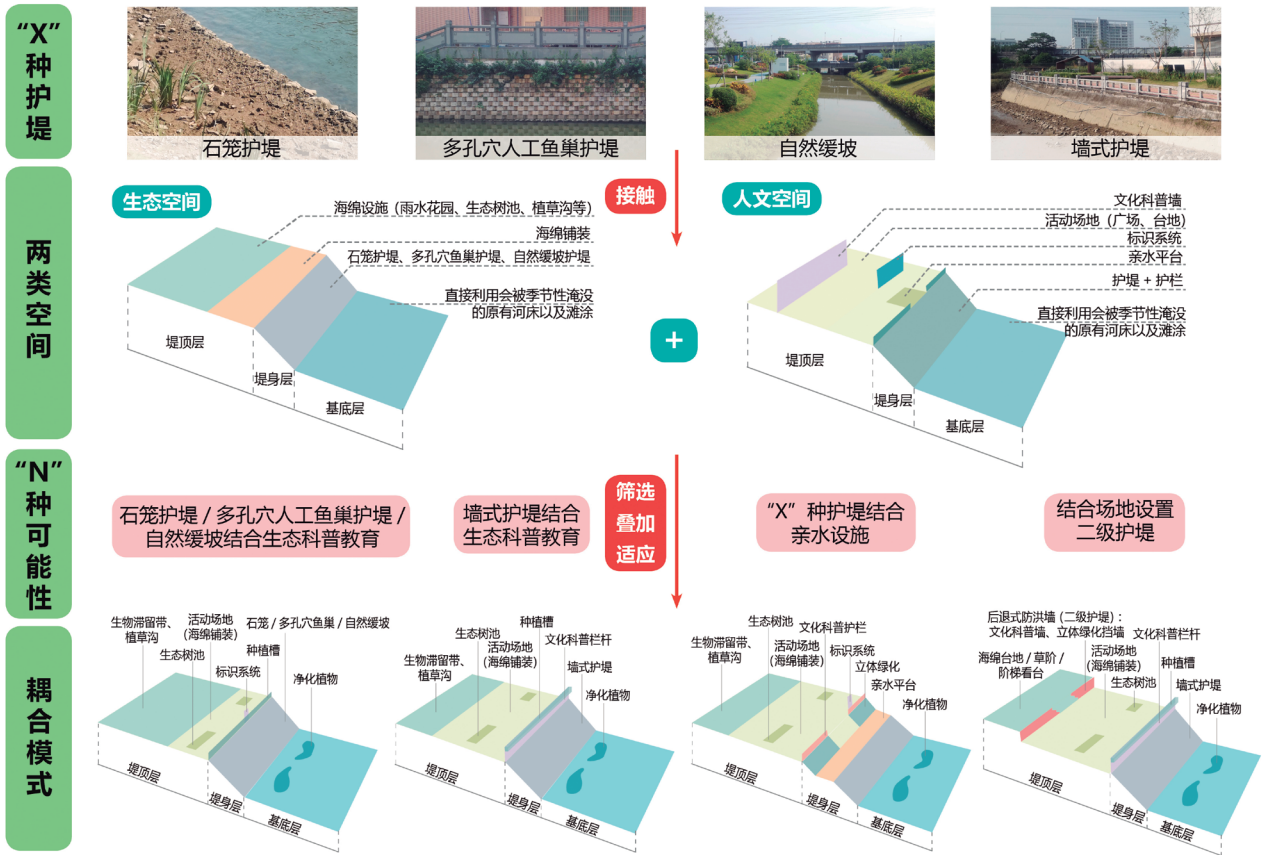 “X”
种
护
堤
石笼护堤
多孔穴人工鱼巢护堤
自然缓坡
墙式护堤
两
类
空
间
生态空间
海绵设施（雨水花园、生态树池、植草沟等）
海绵铺装
石笼护堤、多孔穴鱼巢护堤、自然缓坡护堤
直接利用会被季节性淹没
的原有河床以及滩涂
堤顶层
堤身层
基底层
接触
+
人文空间
文化科普墙
活动场地（广场、台地）
标识系统
亲水平台
护堤 + 护栏
直接利用会被季节性淹没
的原有河床以及滩涂
堤顶层
堤身层
基底层
“N”
种
可
能
性
石笼护堤 / 多孔穴人工鱼巢护堤 /
自然缓坡结合生态科普教育
墙式护堤结合
生态科普教育
筛选
叠加
适应
“X”种护堤结合
亲水设施
结合场地设置
二级护堤
耦
合
模
式
生物滞留带、
植草沟
活动场地
(海绵铺装)
石笼 / 多孔穴鱼巢 / 自然缓坡
生态树池
种植槽
标识系统
净化植物
堤顶层
堤身层
基底层
生物滞留带、
植草沟
生态树池
活动场地
(海绵铺装)
种植槽
文化科普栏杆
墙式护堤
净化植物
堤顶层
堤身层
基底层
生物滞留带、
植草沟
生态树池
活动场地
(海绵铺装)
文化科普护栏
标识系统
立体绿化
亲水平台
净化植物
堤顶层
堤身层
基底层
后退式防洪墙（二级护堤）：
文化科普墙、立体绿化挡墙
海绵台地 / 草阶 /
阶梯看台
活动场地
(海绵铺装)
生态树池
文化科普栏杆
种植槽
墙式护堤
净化植物
堤顶层
堤身层
基底层